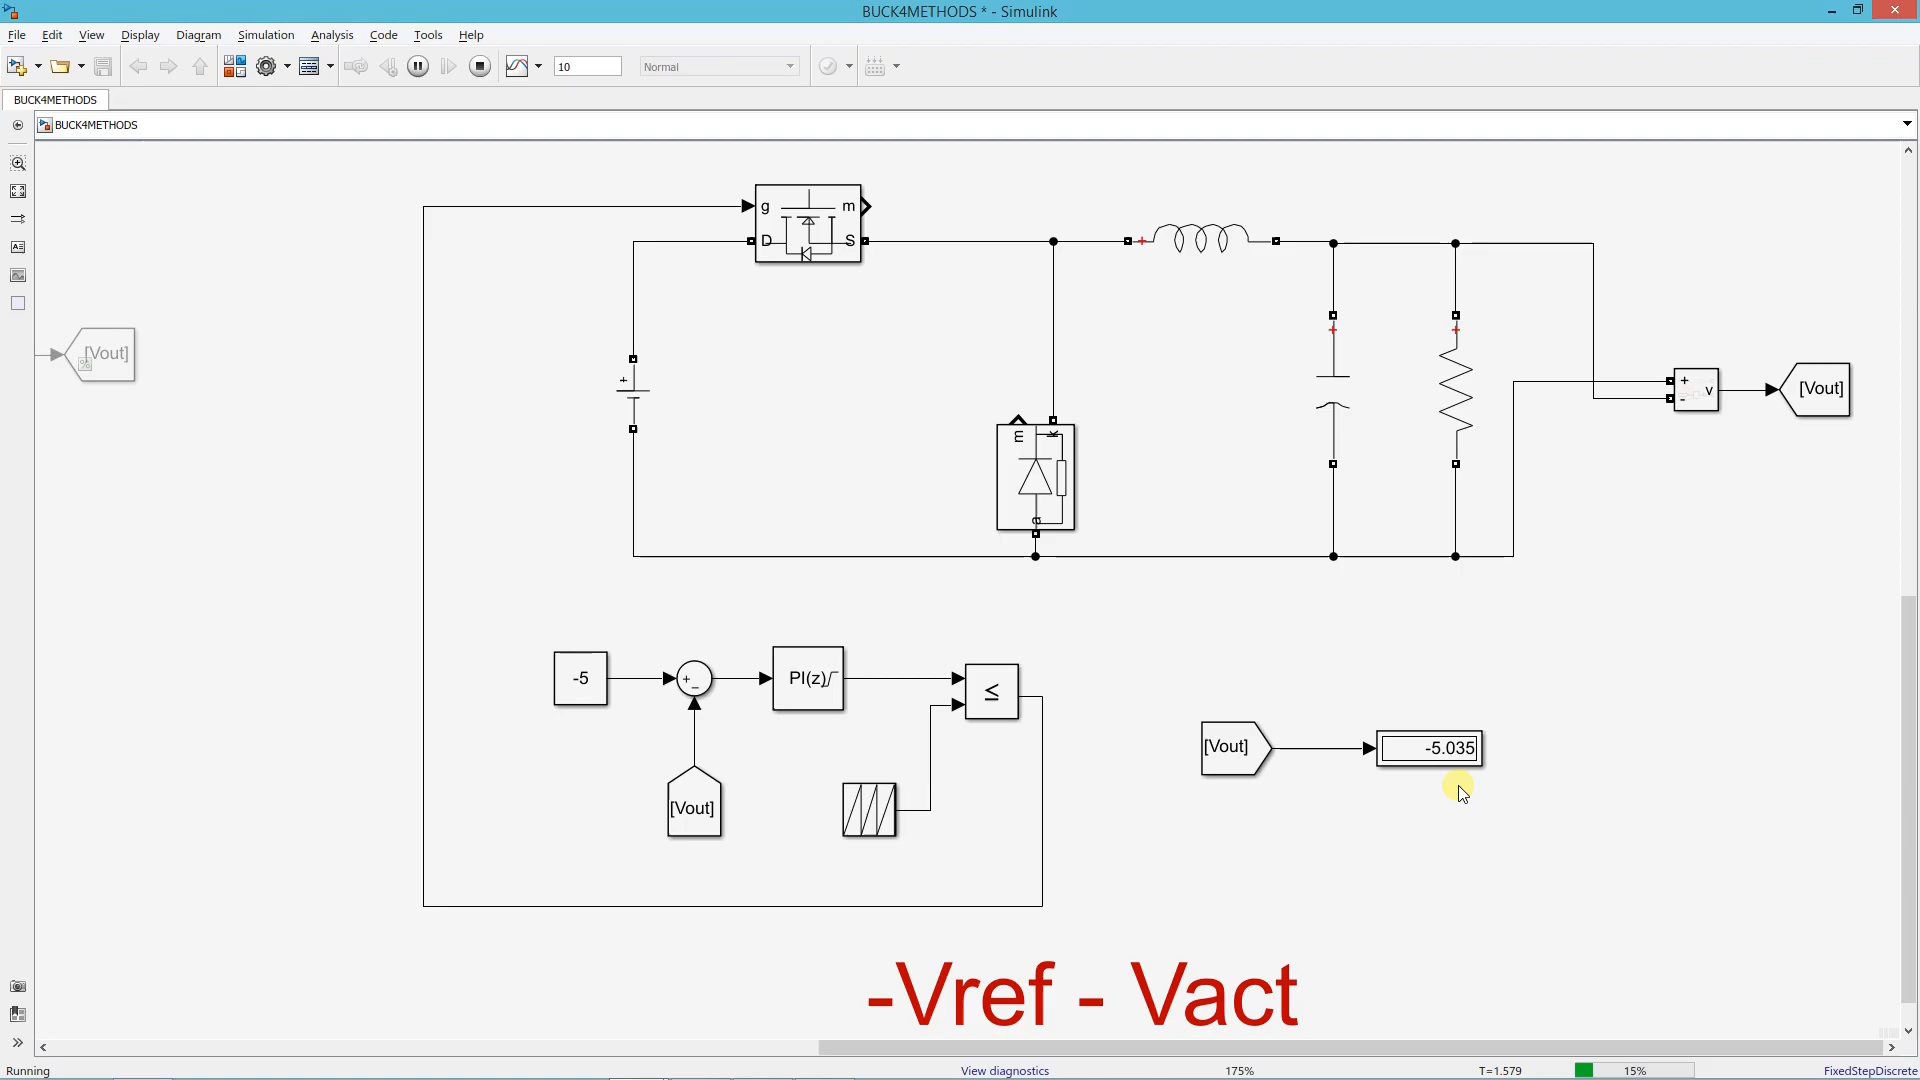 BUCK4METHODS * - Simulink
File Edit View Display Diagram Simulation Analysis Code Tools Help
10 Normal
BUCK4METHODS
BUCK4METHODS
g m
D S
+ +
+ +
[Vout]
+
+ - v
[Vout]
m k
a
-5
+ -
PI(z)
≤
[Vout]
-5.035
[Vout]
-Vref - Vact
Running View diagnostics 175% T=1.579 15% FixedStepDiscrete